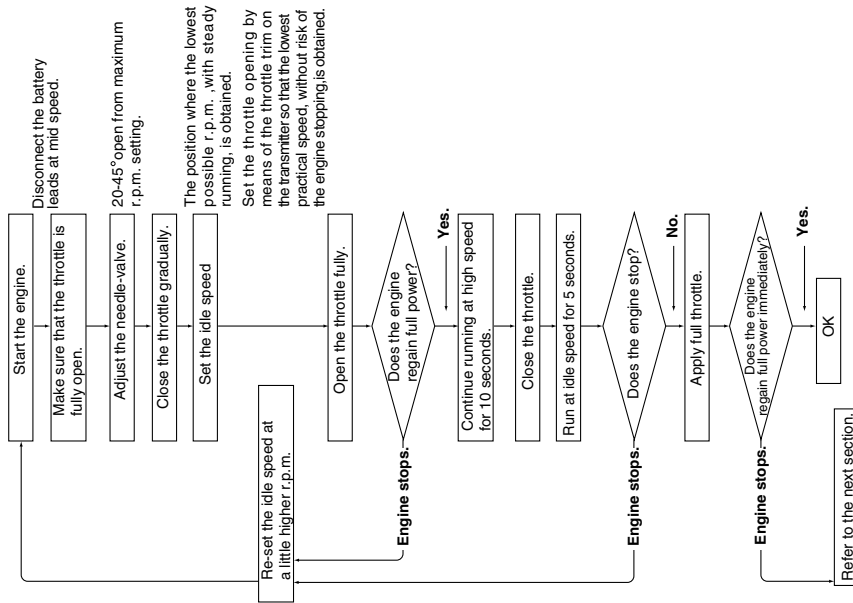 Start the engine.
Disconnect the battery
leads at mid speed.
Make sure that the throttle is
fully open.
Adjust the needle-valve.
20-45°open from maximum
r.p.m. setting.
Close the throttle gradually.
Set the idle speed
The position where the lowest
possible r.p.m. ,with steady
running, is obtained.
Set the throttle opening by
means of the throttle trim on
the transmitter so that the lowest
practical speed, without risk of
the engine stopping,is obtained.
Re-set the idle speed at
a little higher r.p.m.
Open the throttle fully.
Does the engine
regain full power?
Engine stops.
Yes.
Continue running at high speed
for 10 seconds.
Close the throttle.
Run at idle speed for 5 seconds.
Does the engine stop?
Engine stops.
No.
Apply full throttle.
Does the engine
regain full power immediately?
Engine stops.
Yes.
OK
Refer to the next section.